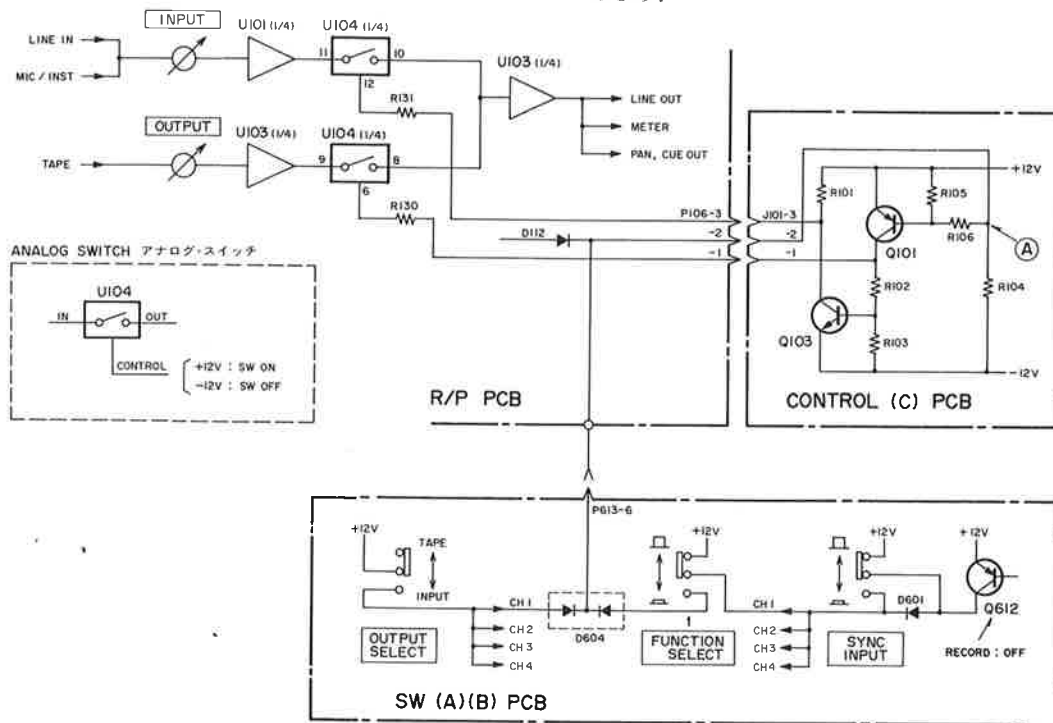 INPUT
U101 (1/4)
U104 (1/4)
LINE IN
MIC / INST
11
10
12
R131
U103 (1/4)
LINE OUT
METER
PAN, CUE OUT
OUTPUT
U103 (1/4)
U104 (1/4)
TAPE
9
8
6
R130
D112
P106-3
-2
-1
J101-3
-2
-1
R101
R105
+12V
R106
A
Q101
R102
R104
Q103
R103
-12V
ANALOG SWITCH アナログ・スイッチ
U104
IN
OUT
CONTROL
+12V : SW ON
-12V : SW OFF
R/P PCB
CONTROL (C) PCB
P613-6
+12V
TAPE
INPUT
OUTPUT SELECT
CH 1
CH 2
CH 3
CH 4
D604
+12V
FUNCTION SELECT
CH 1
CH 2
CH 3
CH 4
+12V
D601
SYNC INPUT
+12V
Q612
RECORD : OFF
SW (A)(B) PCB